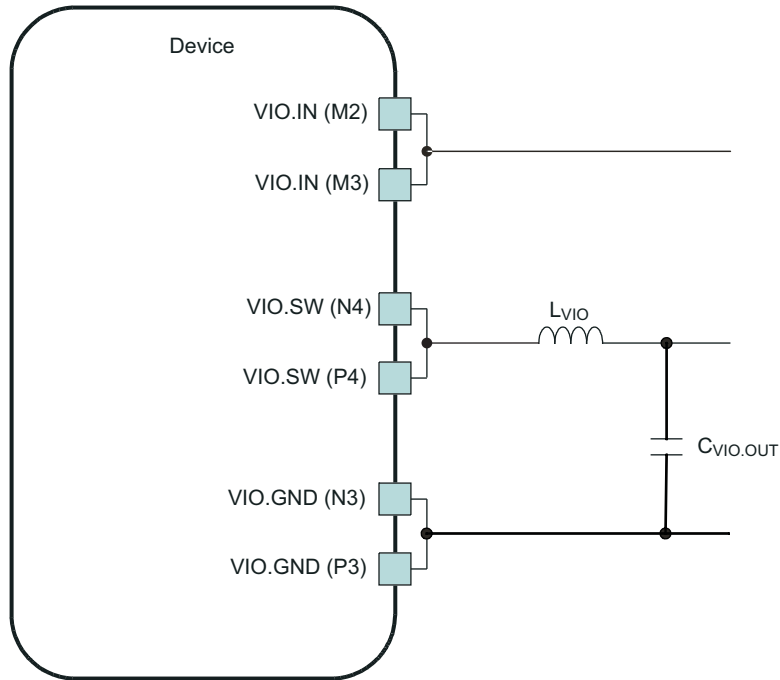 Device
VIO.IN (M2)
VIO.IN (M3)
VIO.SW (N4)
LVIO
VIO.SW (P4)
CVIO.OUT
VIO.GND (N3)
VIO.GND (P3)